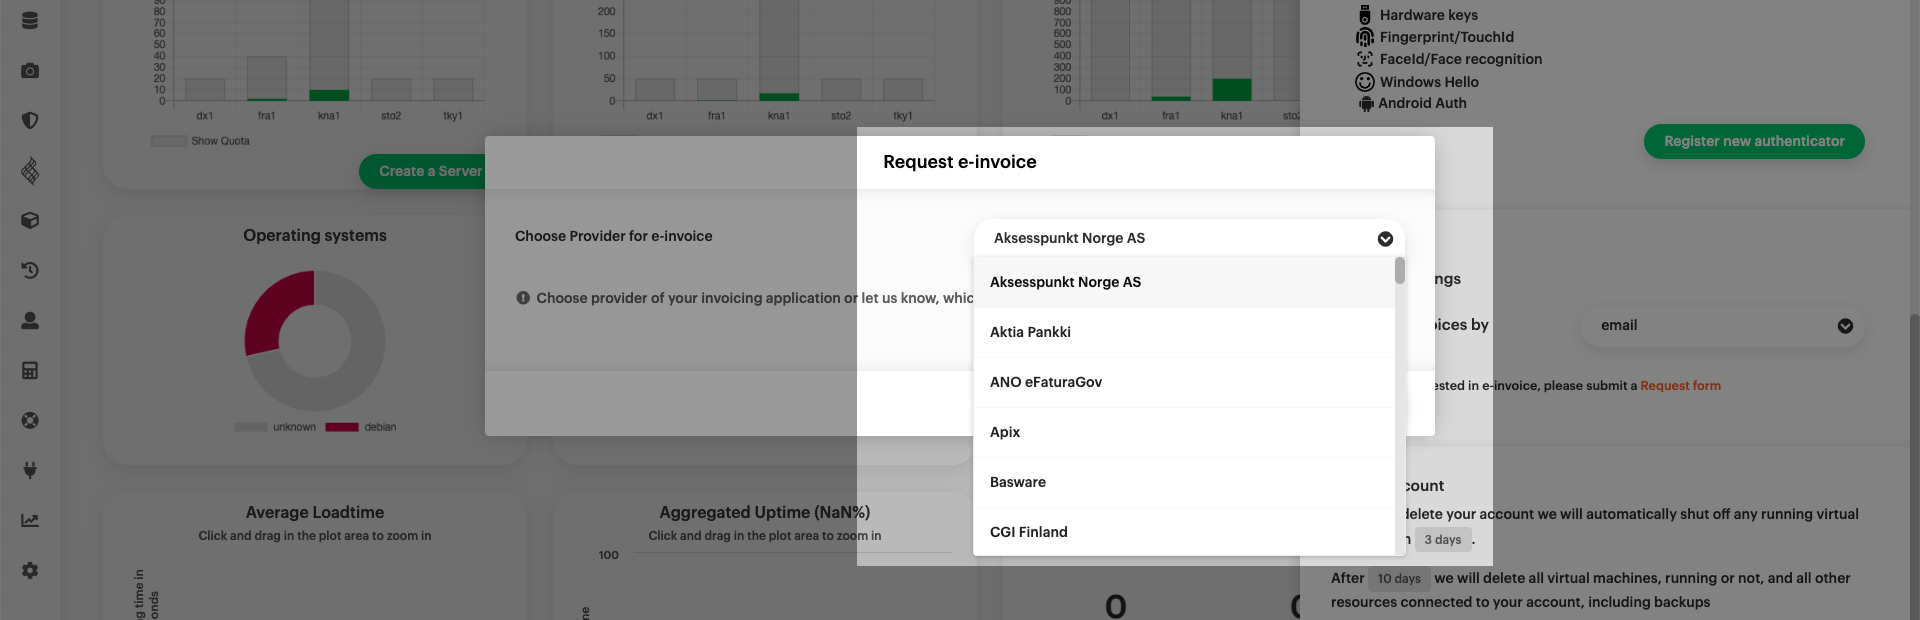 80
70
60
50
40
30
20
10
0
dx1 fra1 kna1 sto2 tky1
Show Quota
Create a Server
200
150
100
50
0
dx1 fra1 kna1 sto2 tky1
800
700
600
500
400
300
200
100
0
dx1 fra1 kna1
Hardware keys
Fingerprint/TouchId
FaceId/Face recognition
Windows Hello
Android Auth
Register new authenticator
Request e-invoice
Choose Provider for e-invoice
Aksesspunkt Norge AS
Choose provider of your invoicing application or let us know, whic
Aksesspunkt Norge AS
Aktia Pankki
ANO eFaturaGov
Apix
Basware
CGI Finland
Operating systems
unknown debian
ngs
oices by
email
ested in e-invoice, please submit a Request form
Average Loadtime
Click and drag in the plot area to zoom in
Aggregated Uptime (NaN%)
Click and drag in the plot area to zoom in
100
0
count
delete your account we will automatically shut off any running virtual
n 3 days .
After 10 days we will delete all virtual machines, running or not, and all other
resources connected to your account, including backups